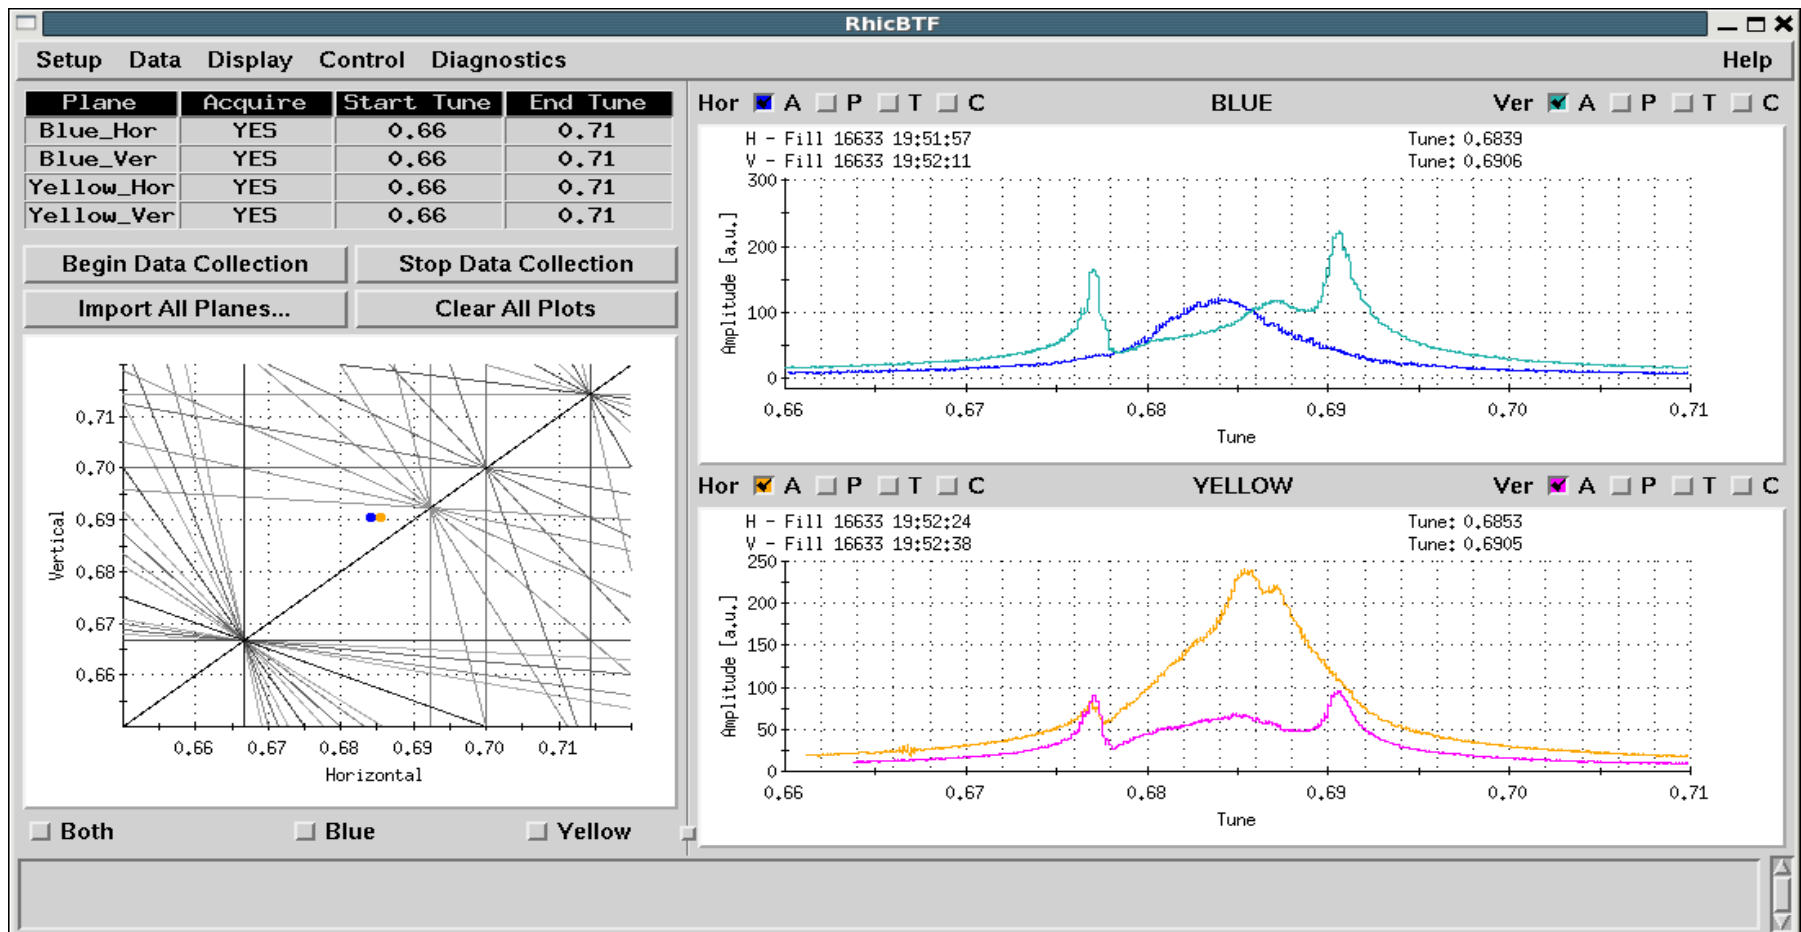 RhicBTF
Setup Data Display Control Diagnostics Help
Plane Acquire Start Tune End Tune
Blue_Hor YES 0.66 0.71
Blue_Ver YES 0.66 0.71
Yellow_Hor YES 0.66 0.71
Yellow_Ver YES 0.66 0.71
Begin Data Collection Stop Data Collection
Import All Planes... Clear All Plots
0.71
0.70
0.69
0.68
0.67
0.66
Vertical
0.66 0.67 0.68 0.69 0.70 0.71
Horizontal
Both Blue Yellow
Hor A P T C BLUE Ver A P T C
H - Fill 16633 19:51:57 Tune: 0.6839
V - Fill 16633 19:52:11 Tune: 0.6906
300
200
100
0
Amplitude [a.u.]
0.66 0.67 0.68 0.69 0.70 0.71
Tune
Hor A P T C YELLOW Ver A P T C
H - Fill 16633 19:52:24 Tune: 0.6853
V - Fill 16633 19:52:38 Tune: 0.6905
250
200
150
100
50
0
Amplitude [a.u.]
0.66 0.67 0.68 0.69 0.70 0.71
Tune